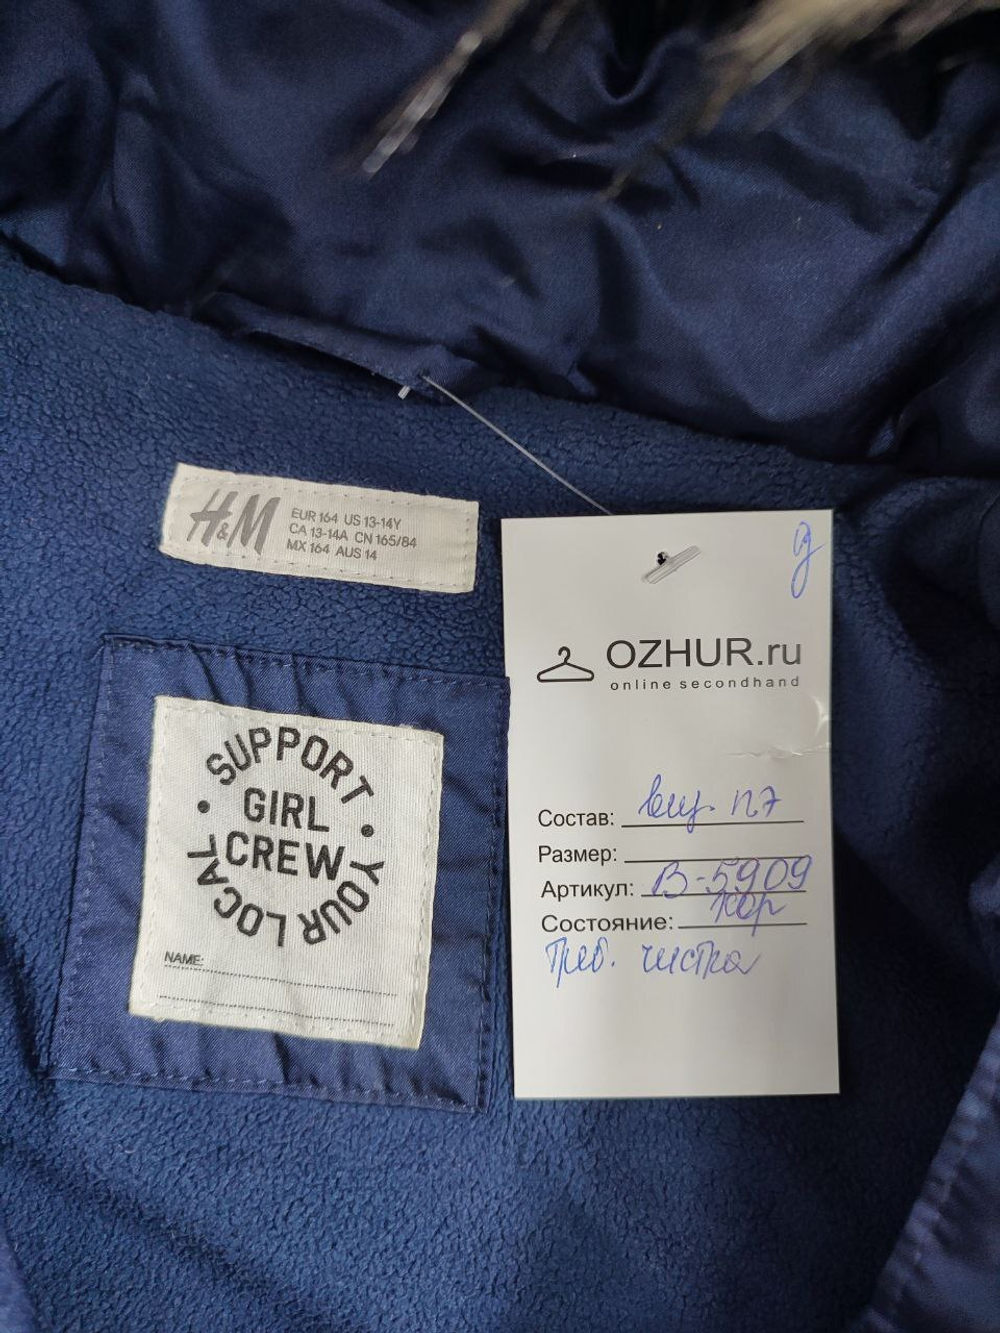 H&M
EUR 164 US 13-14Y
CA 13-14A CN 165/84
MX 164 AUS 14
SUPPORT
YOUR LOCAL
GIRL
CREW
NAME:
OZHUR.ru
online secondhand
Состав:
Размер:
Артикул: В-5909
Состояние: хор
Треб. чистка